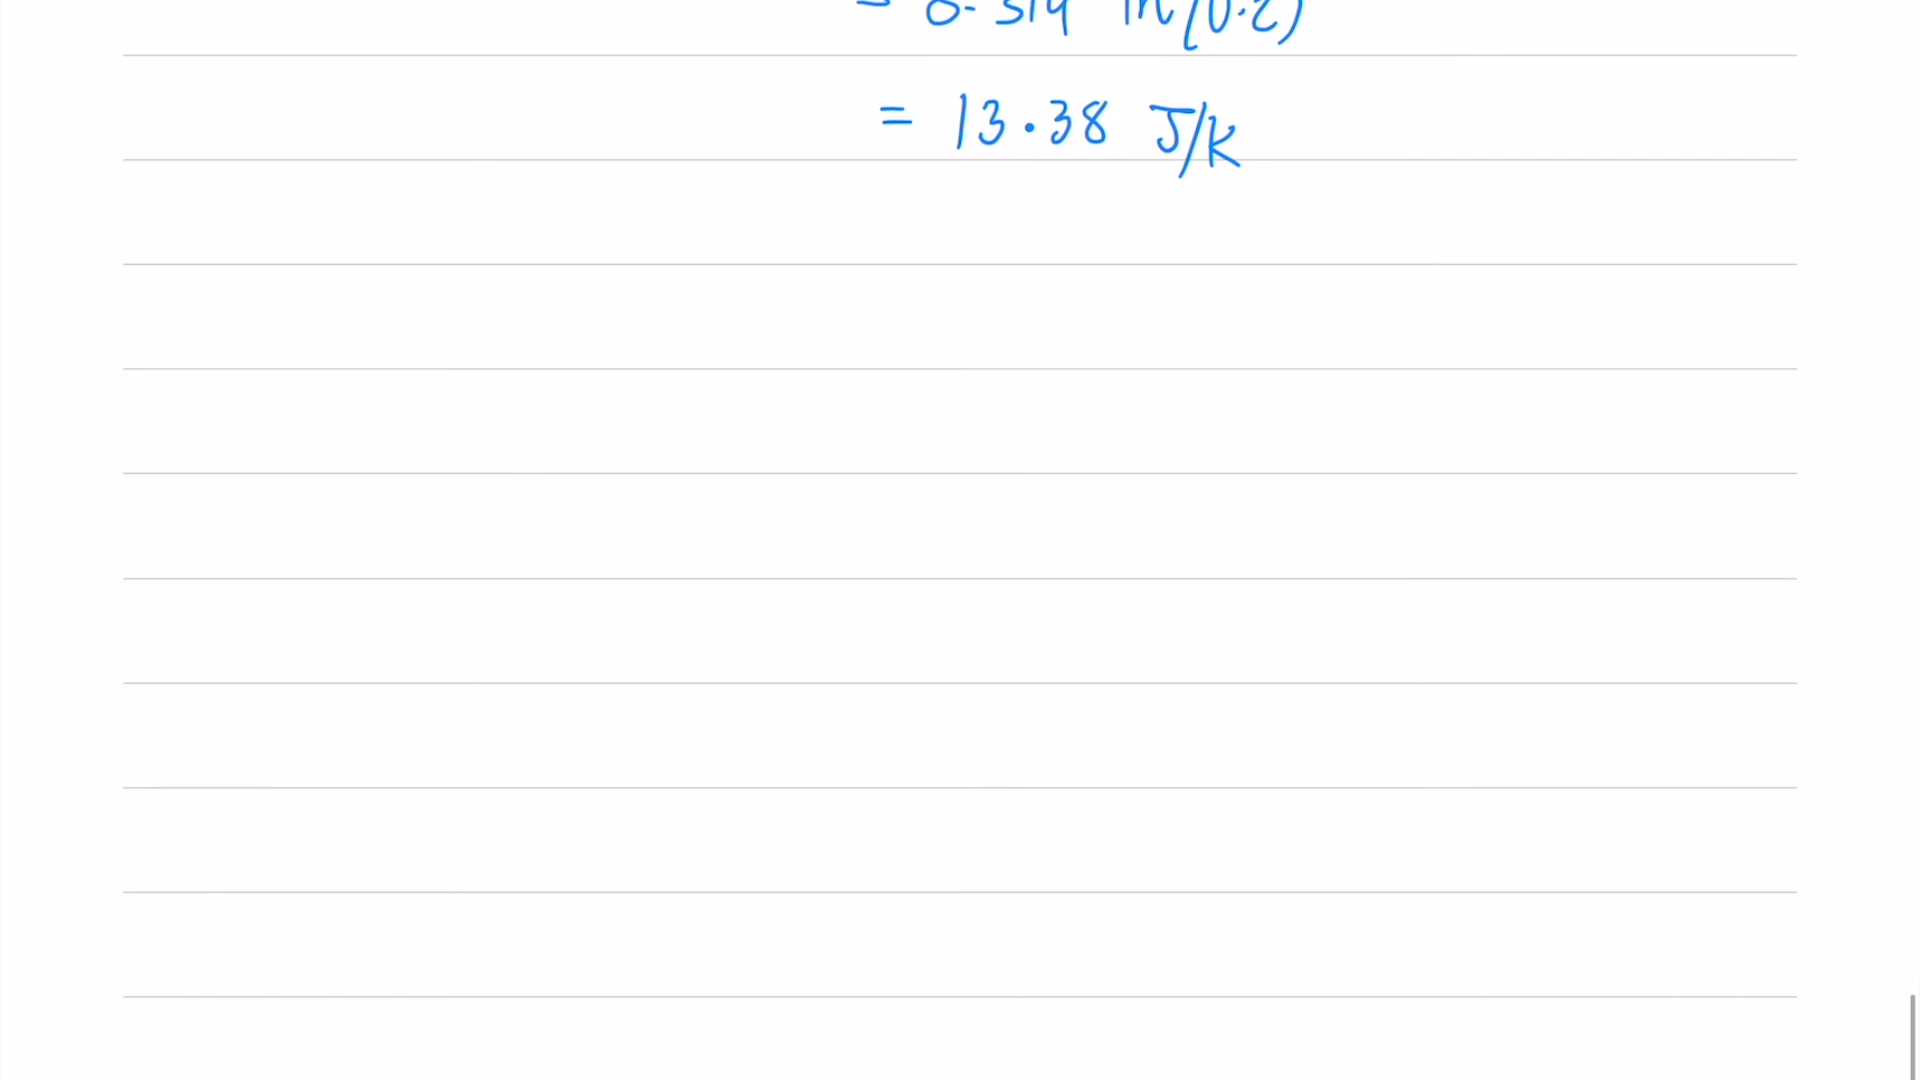 = 8.314 ln(0.2)
= 13.38 J/K